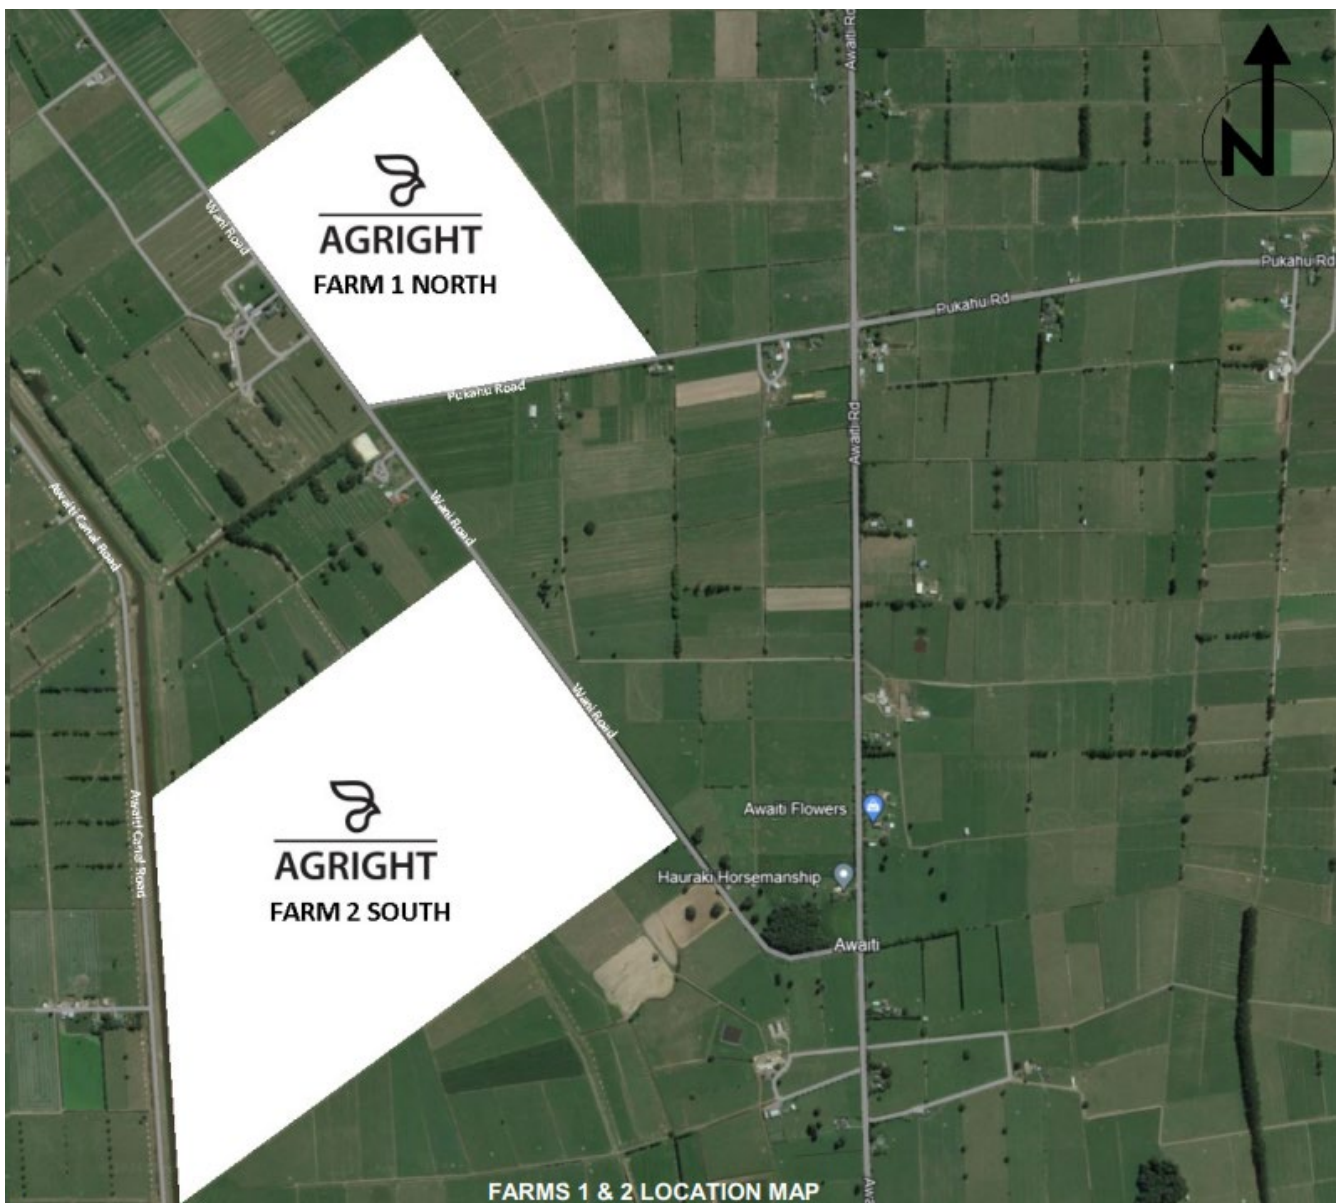 Awaiti Rd
N
Wani Road
AGRIGHT
FARM 1 NORTH
Pukahu Rd
Pukahu Rd
Pukahu Road
Awaiti Rd
Awaiti Canal Road
Wani Road
Wani Road
AGRIGHT
FARM 2 SOUTH
Awaiti Canal Road
Awaiti Flowers
Hauraki Horsemanship
Awaiti
FARMS 1 & 2 LOCATION MAP